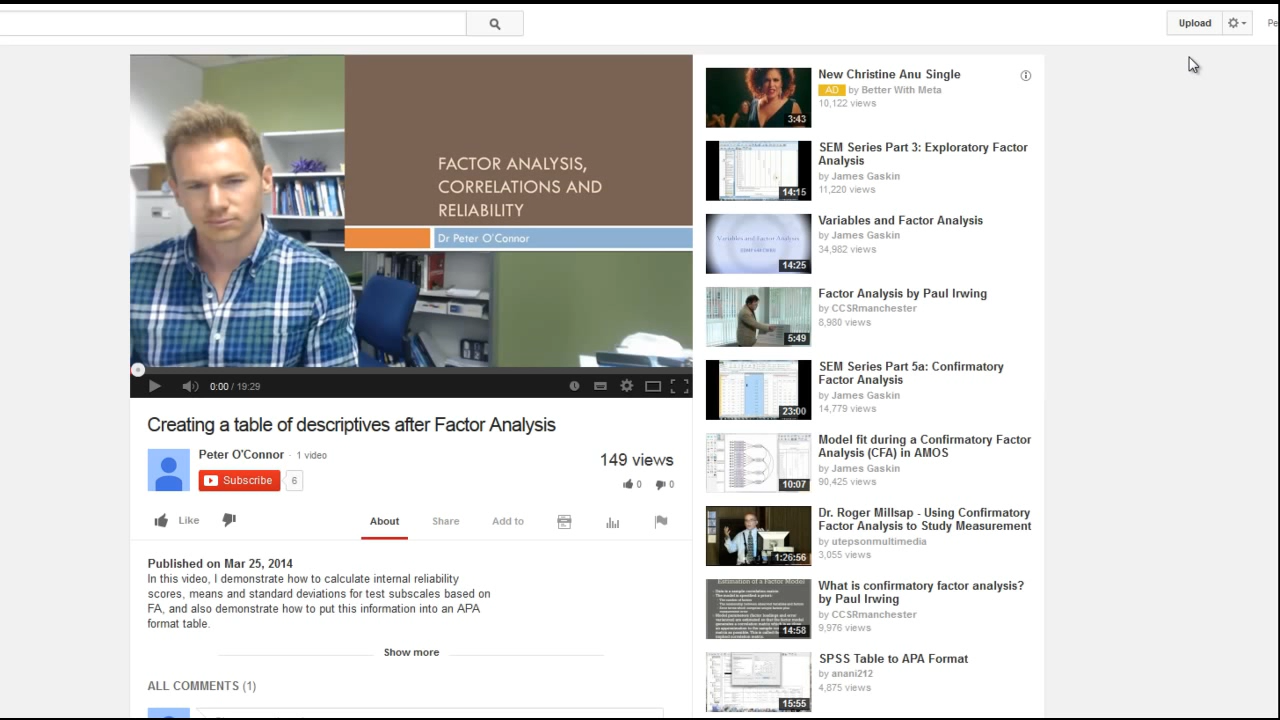 Upload
Pe
FACTOR ANALYSIS,
CORRELATIONS AND
RELIABILITY
Dr Peter O'Connor
0:00 / 19:29
Creating a table of descriptives after Factor Analysis
Peter O'Connor · 1 video
Subscribe 6
149 views
0 0
Like
About Share Add to
Published on Mar 25, 2014
In this video, I demonstrate how to calculate internal reliability
scores, means and standard deviations for test subscales based on
FA, and also demonstrate how to put this information into an APA
format table.
Show more
ALL COMMENTS (1)
3:43
New Christine Anu Single
AD by Better With Meta
10,122 views
14:15
SEM Series Part 3: Exploratory Factor
Analysis
by James Gaskin
11,220 views
Variables and Factor Analysis
14:25
Variables and Factor Analysis
by James Gaskin
34,982 views
5:49
Factor Analysis by Paul Irwing
by CCSRmanchester
8,980 views
23:00
SEM Series Part 5a: Confirmatory
Factor Analysis
by James Gaskin
14,779 views
10:07
Model fit during a Confirmatory Factor
Analysis (CFA) in AMOS
by James Gaskin
90,425 views
1:26:56
Dr. Roger Millsap - Using Confirmatory
Factor Analysis to Study Measurement
by utepsonmultimedia
3,055 views
Estimation of a Factor Model
14:58
What is confirmatory factor analysis?
by Paul Irwing
by CCSRmanchester
9,976 views
15:55
SPSS Table to APA Format
by anani212
4,875 views